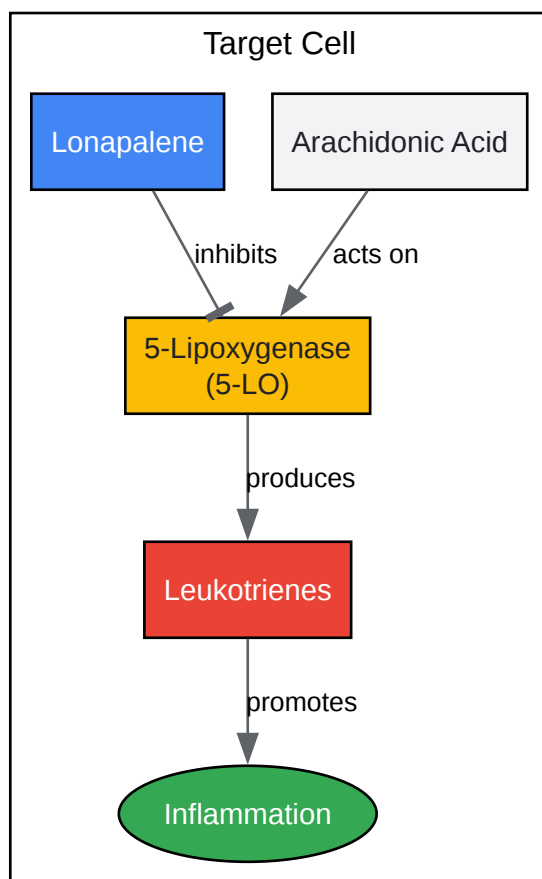 Target Cell
Lonapalene
Arachidonic Acid
inhibits
acts on
5-Lipoxygenase
(5-LO)
produces
Leukotrienes
promotes
Inflammation